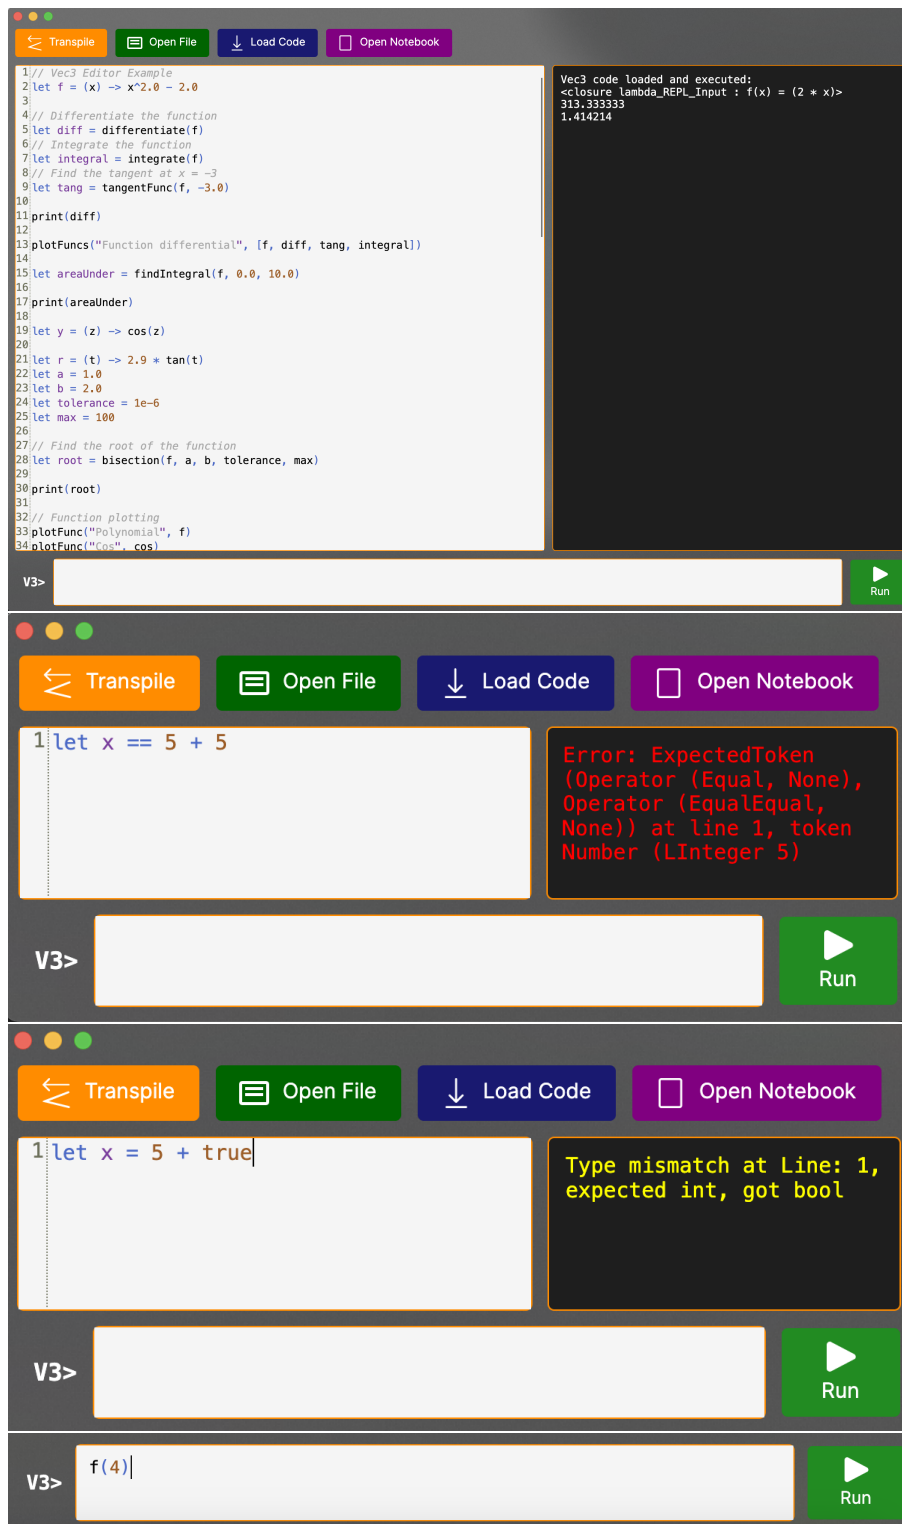 Transpile Open File Load Code Open Notebook
1 // Vec3 Editor Example
2 let f = (x) -> x^2.0 - 2.0
3
4 // Differentiate the function
5 let diff = differentiate(f)
6 // Integrate the function
7 let integral = integrate(f)
8 // Find the tangent at x = -3
9 let tang = tangentFunc(f, -3.0)
10
11 print(diff)
12
13 plotFuncs("Function differential", [f, diff, tang, integral])
14
15 let areaUnder = findIntegral(f, 0.0, 10.0)
16
17 print(areaUnder)
18
19 let y = (z) -> cos(z)
20
21 let r = (t) -> 2.9 * tan(t)
22 let a = 1.0
23 let b = 2.0
24 let tolerance = 1e-6
25 let max = 100
26
27 // Find the root of the function
28 let root = bisection(f, a, b, tolerance, max)
29
30 print(root)
31
32 // Function plotting
33 plotFunc("Polynomial", f)
34 plotFunc("Cos", cos)
Vec3 code loaded and executed:
<closure lambda_REPL_Input : f(x) = (2 * x)>
313.333333
1.414214
V3>
Run
Transpile Open File Load Code Open Notebook
1 let x == 5 + 5
Error: ExpectedToken
(Operator (Equal, None),
Operator (EqualEqual,
None)) at line 1, token
Number (LInteger 5)
V3>
Run
Transpile Open File Load Code Open Notebook
1 let x = 5 + true
Type mismatch at Line: 1,
expected int, got bool
V3>
Run
V3> f(4)
Run